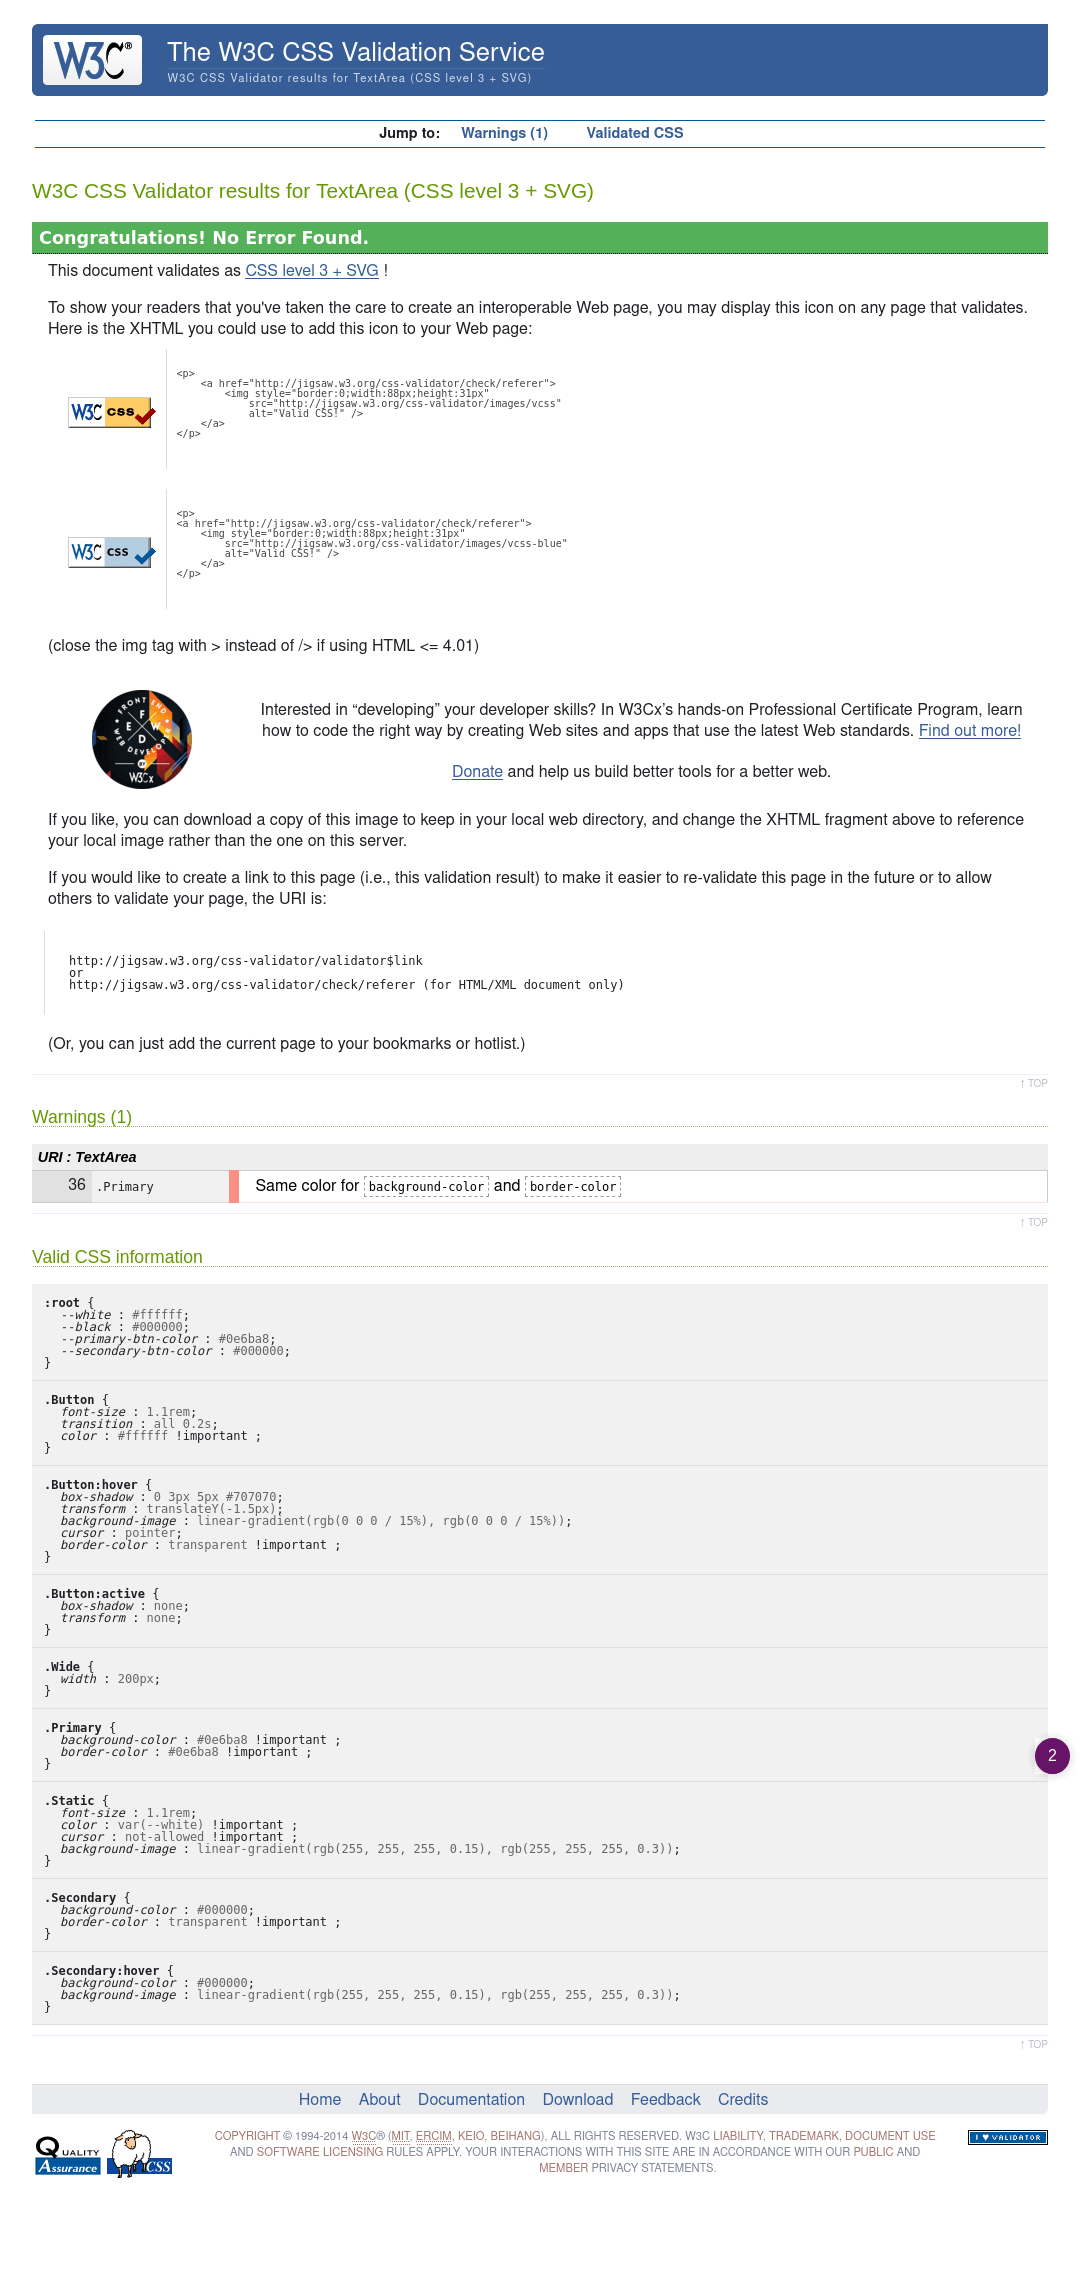 W3C®
The W3C CSS Validation Service
W3C CSS Validator results for TextArea (CSS level 3 + SVG)
Jump to: Warnings (1) Validated CSS
W3C CSS Validator results for TextArea (CSS level 3 + SVG)
Congratulations! No Error Found.
This document validates as CSS level 3 + SVG !
To show your readers that you've taken the care to create an interoperable Web page, you may display this icon on any page that validates.
Here is the XHTML you could use to add this icon to your Web page:
<p>
<a href="http://jigsaw.w3.org/css-validator/check/referer">
<img style="border:0;width:88px;height:31px"
src="http://jigsaw.w3.org/css-validator/images/vcss"
alt="Valid CSS!" />
</a>
</p>
W3C css
<p>
<a href="http://jigsaw.w3.org/css-validator/check/referer">
<img style="border:0;width:88px;height:31px"
src="http://jigsaw.w3.org/css-validator/images/vcss-blue"
alt="Valid CSS!" />
</a>
</p>
W3C css
(close the img tag with > instead of /> if using HTML <= 4.01)
FRONT END
F E W D
WEB DEVELOPER
W3Cx
Interested in “developing” your developer skills? In W3Cx’s hands-on Professional Certificate Program, learn
how to code the right way by creating Web sites and apps that use the latest Web standards. Find out more!
Donate and help us build better tools for a better web.
If you like, you can download a copy of this image to keep in your local web directory, and change the XHTML fragment above to reference
your local image rather than the one on this server.
If you would like to create a link to this page (i.e., this validation result) to make it easier to re-validate this page in the future or to allow
others to validate your page, the URI is:
http://jigsaw.w3.org/css-validator/validator$link
or
http://jigsaw.w3.org/css-validator/check/referer (for HTML/XML document only)
(Or, you can just add the current page to your bookmarks or hotlist.)
↑ TOP
Warnings (1)
URI : TextArea
36 .Primary Same color for background-color and border-color
↑ TOP
Valid CSS information
:root {
--white : #ffffff;
--black : #000000;
--primary-btn-color : #0e6ba8;
--secondary-btn-color : #000000;
}
.Button {
font-size : 1.1rem;
transition : all 0.2s;
color : #ffffff !important ;
}
.Button:hover {
box-shadow : 0 3px 5px #707070;
transform : translateY(-1.5px);
background-image : linear-gradient(rgb(0 0 0 / 15%), rgb(0 0 0 / 15%));
cursor : pointer;
border-color : transparent !important ;
}
.Button:active {
box-shadow : none;
transform : none;
}
.Wide {
width : 200px;
}
.Primary {
background-color : #0e6ba8 !important ;
border-color : #0e6ba8 !important ;
}
2
.Static {
font-size : 1.1rem;
color : var(--white) !important ;
cursor : not-allowed !important ;
background-image : linear-gradient(rgb(255, 255, 255, 0.15), rgb(255, 255, 255, 0.3));
}
.Secondary {
background-color : #000000;
border-color : transparent !important ;
}
.Secondary:hover {
background-color : #000000;
background-image : linear-gradient(rgb(255, 255, 255, 0.15), rgb(255, 255, 255, 0.3));
}
↑ TOP
Home About Documentation Download Feedback Credits
QUALITY
Assurance
CSS
COPYRIGHT © 1994-2014 W3C® (MIT, ERCIM, KEIO, BEIHANG), ALL RIGHTS RESERVED. W3C LIABILITY, TRADEMARK, DOCUMENT USE
AND SOFTWARE LICENSING RULES APPLY. YOUR INTERACTIONS WITH THIS SITE ARE IN ACCORDANCE WITH OUR PUBLIC AND
MEMBER PRIVACY STATEMENTS.
I ♥ VALIDATOR